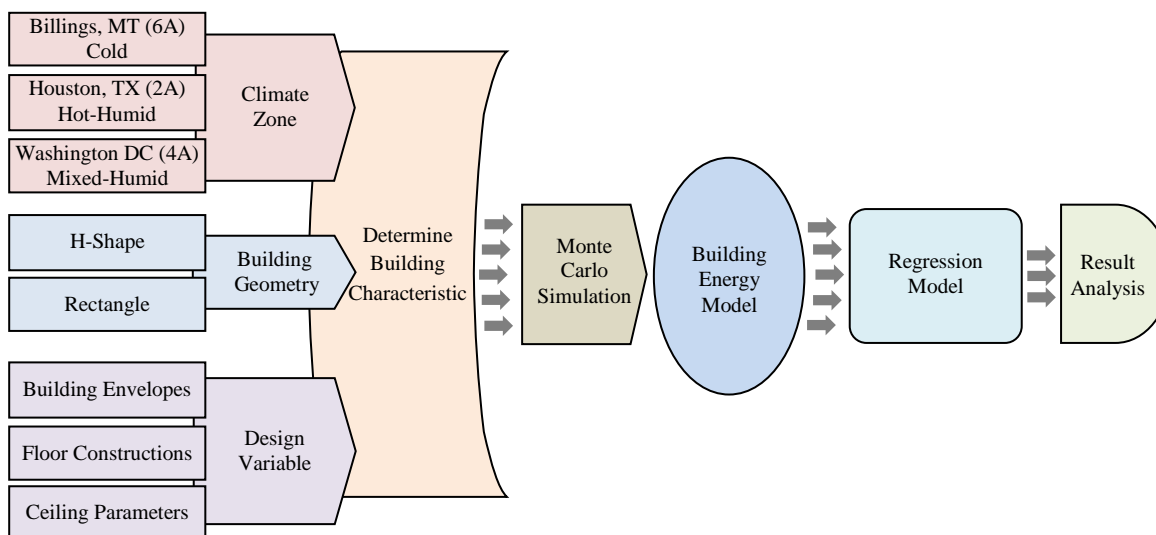 Billings, MT (6A)
Cold
Houston, TX (2A)
Hot-Humid
Washington DC (4A)
Mixed-Humid
Climate
Zone
H-Shape
Rectangle
Building
Geometry
Building Envelopes
Floor Constructions
Ceiling Parameters
Design
Variable
Determine
Building
Characteristic
Monte
Carlo
Simulation
Building
Energy
Model
Regression
Model
Result
Analysis